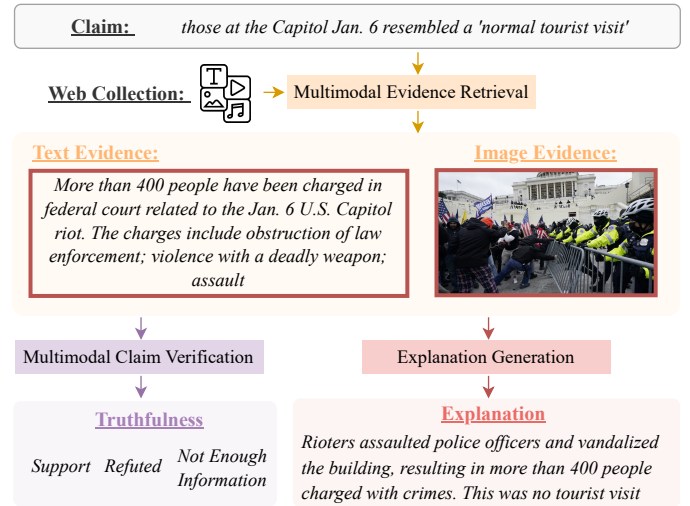 Claim: those at the Capitol Jan. 6 resembled a 'normal tourist visit'
Web Collection:
T
Multimodal Evidence Retrieval
Text Evidence:
More than 400 people have been charged in
federal court related to the Jan. 6 U.S. Capitol
riot. The charges include obstruction of law
enforcement; violence with a deadly weapon;
assault
Image Evidence:
Multimodal Claim Verification
Explanation Generation
Truthfulness
Support Refuted Not Enough
Information
Explanation
Rioters assaulted police officers and vandalized
the building, resulting in more than 400 people
charged with crimes. This was no tourist visit